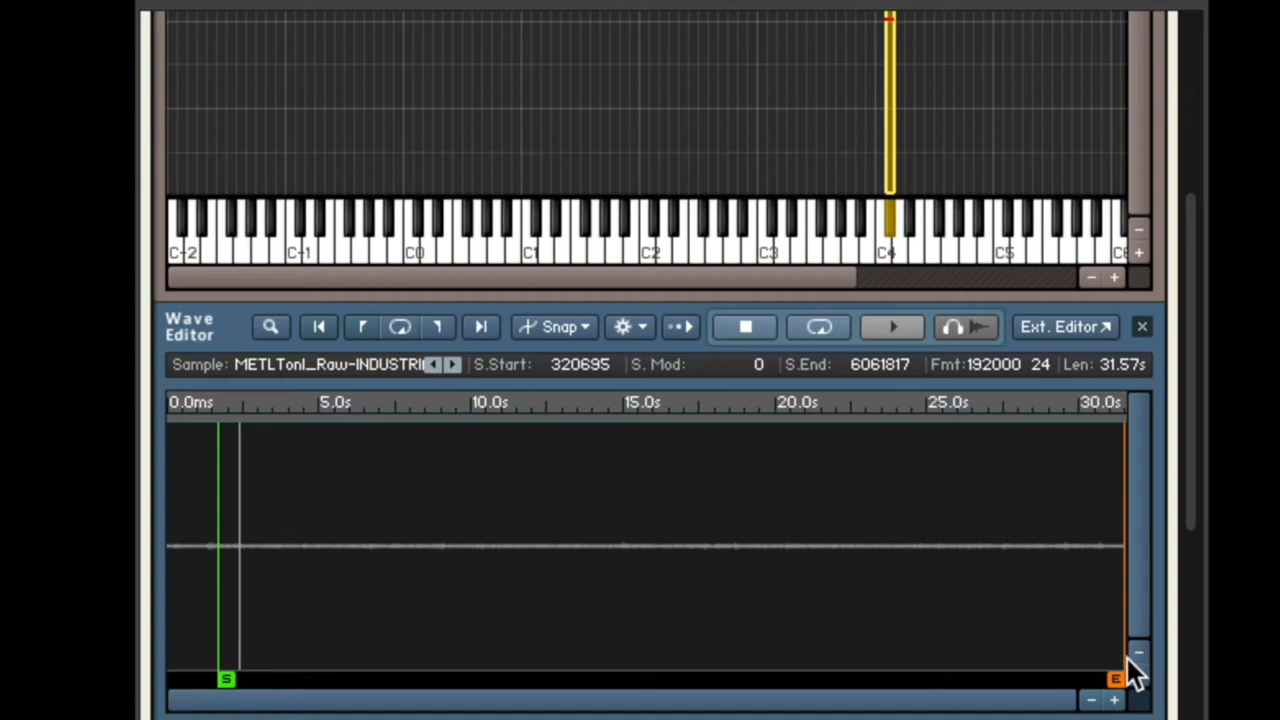 C-2 C-1 C0 C1 C2 C3 C4 C5
Wave Editor
Snap
Ext. Editor
Sample: METLTonl_Raw-INDUSTRI S.Start: 320695 S. Mod: 0 S.End: 6061817 Fmt:192000 24 Len: 31.57s
0.0ms 5.0s 10.0s 15.0s 20.0s 25.0s 30.0s
S E